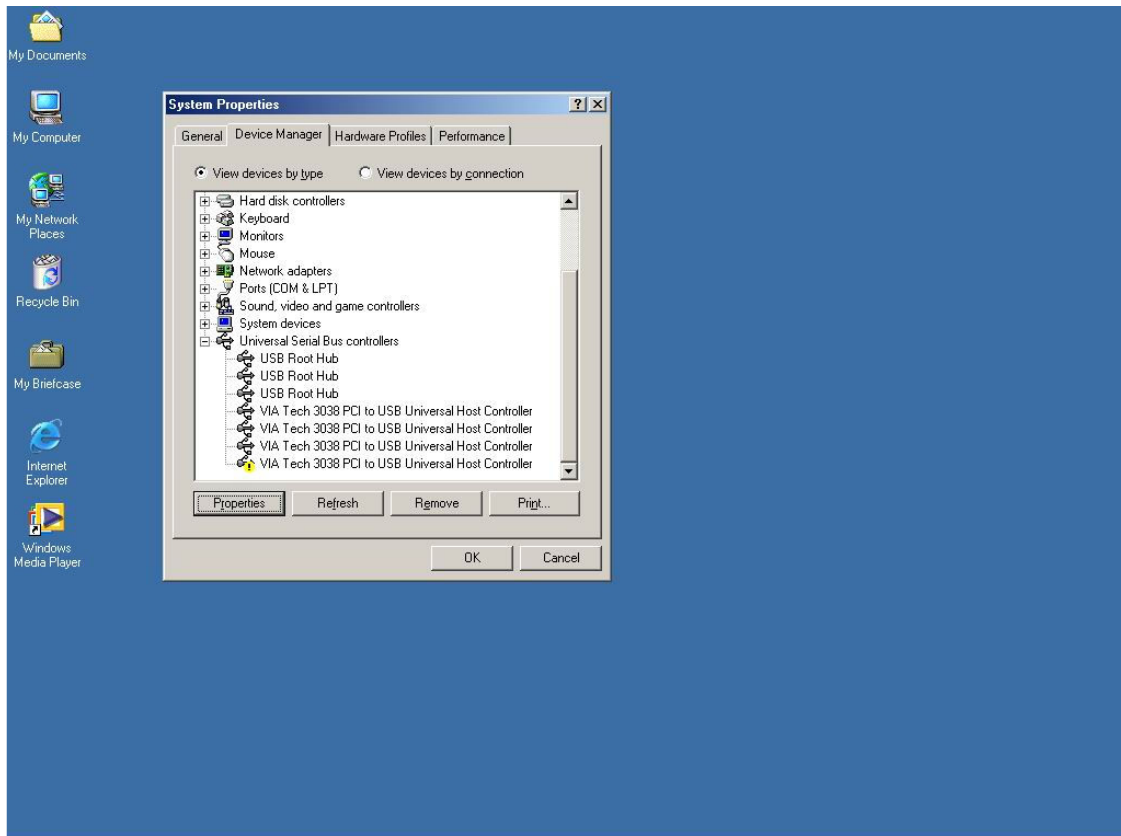 My Documents
My Computer
My Network
Places
Recycle Bin
My Briefcase
Internet
Explorer
Windows
Media Player
System Properties
General
Device Manager
Hardware Profiles
Performance
View devices by type
View devices by connection
Hard disk controllers
Keyboard
Monitors
Mouse
Network adapters
Ports (COM & LPT)
Sound, video and game controllers
System devices
Universal Serial Bus controllers
USB Root Hub
USB Root Hub
USB Root Hub
VIA Tech 3038 PCI to USB Universal Host Controller
VIA Tech 3038 PCI to USB Universal Host Controller
VIA Tech 3038 PCI to USB Universal Host Controller
VIA Tech 3038 PCI to USB Universal Host Controller
Properties
Refresh
Remove
Print...
OK
Cancel